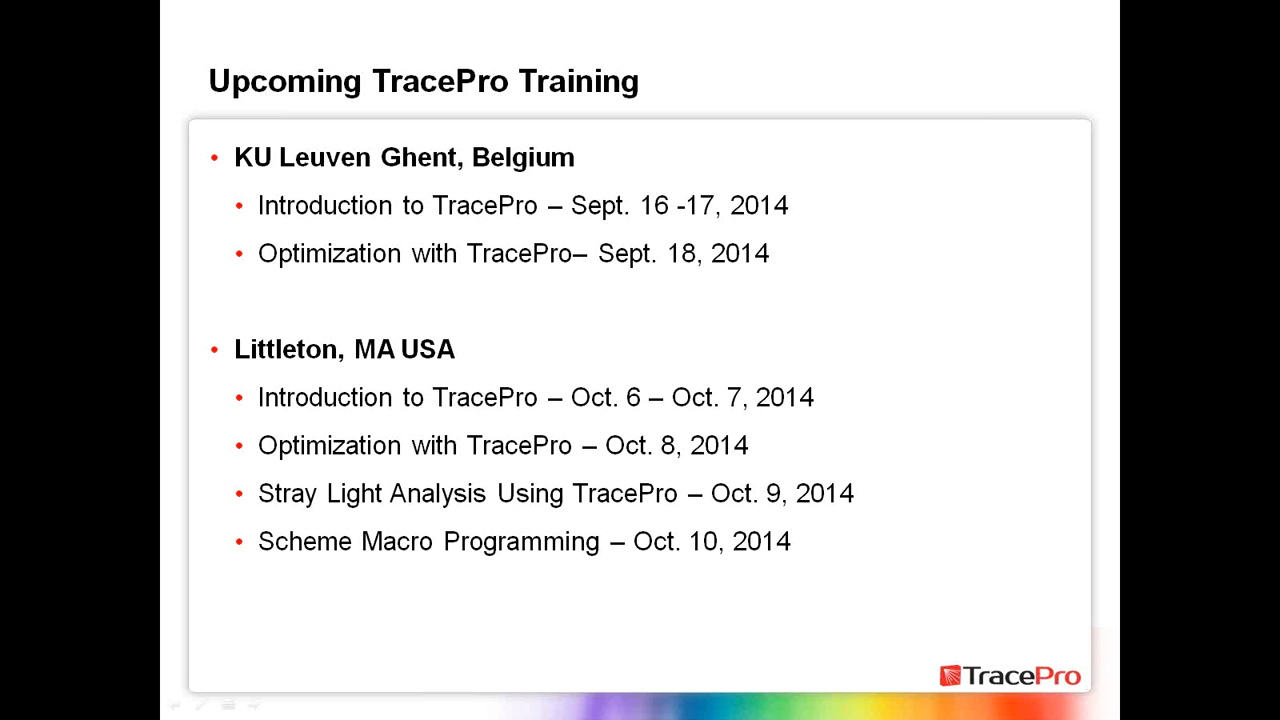 Upcoming TracePro Training
• KU Leuven Ghent, Belgium
• Introduction to TracePro – Sept. 16 -17, 2014
• Optimization with TracePro– Sept. 18, 2014
• Littleton, MA USA
• Introduction to TracePro – Oct. 6 – Oct. 7, 2014
• Optimization with TracePro – Oct. 8, 2014
• Stray Light Analysis Using TracePro – Oct. 9, 2014
• Scheme Macro Programming – Oct. 10, 2014
TracePro